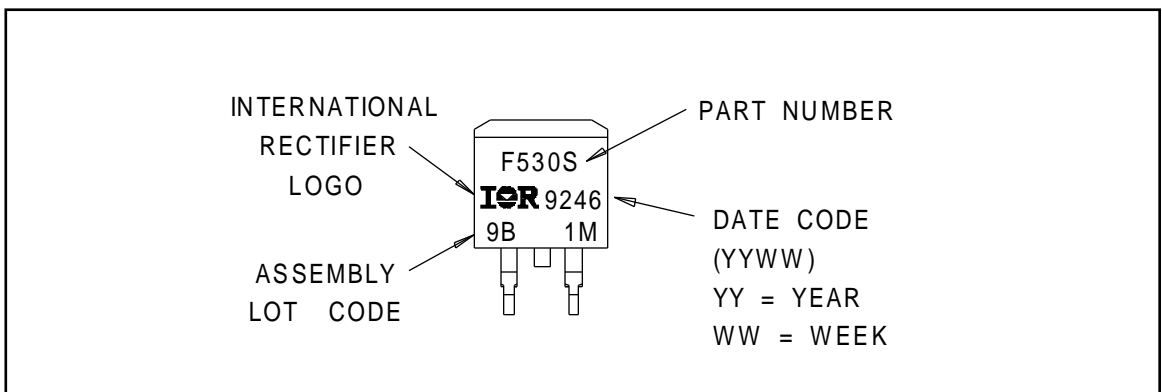 INTERNATIONAL
RECTIFIER
LOGO
ASSEMBLY
LOT CODE
F530S
IOR 9246
9B 1M
PART NUMBER
DATE CODE
(YYWW)
YY = YEAR
WW = WEEK